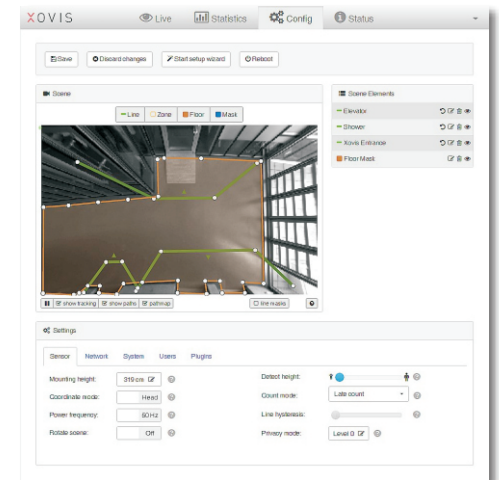 XOVIS Live Statistics Config Status
Save Discard changes Start setup wizard Reboot
Scene
Line Zone Floor Mask
show tracking show paths pathmap line masks
Scene Elements
Elevator
Shower
Xovis Entrance
Floor Mask
Settings
Sensor Network System Users Plugins
Mounting height: 319 cm Detect height:
Coordinate mode: Head Count mode: Late count
Power frequency: 50 Hz Line hysteresis:
Rotate scene: Off Privacy mode: Level 0